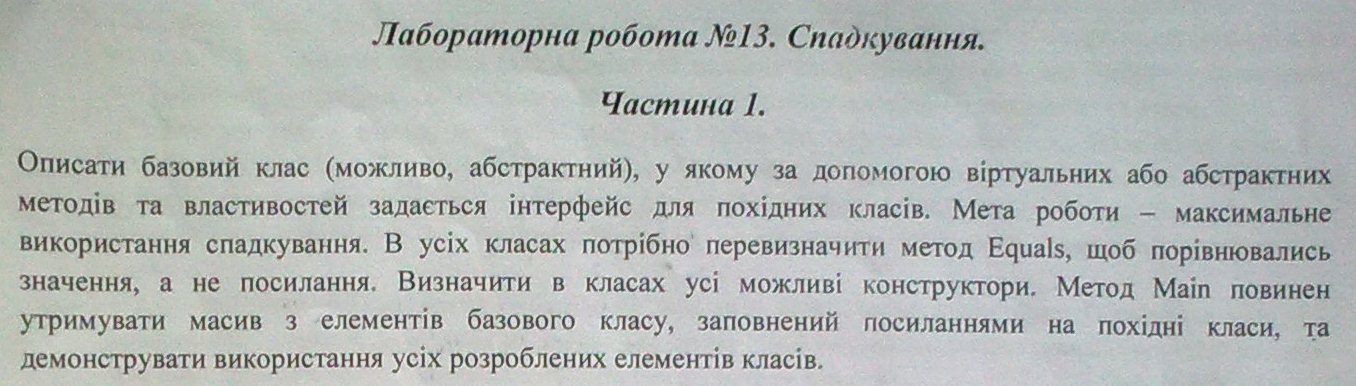 Лабораторна робота №13. Спадкування.
Частина 1.
Описати базовий клас (можливо, абстрактний), у якому за допомогою віртуальних або абстрактних
методів та властивостей задається інтерфейс для похідних класів. Мета роботи – максимальне
використання спадкування. В усіх класах потрібно перевизначити метод Equals, щоб порівнювались
значення, а не посилання. Визначити в класах усі можливі конструктори. Метод Main повинен
утримувати масив з елементів базового класу, заповнений посиланнями на похідні класи, та
демонструвати використання усіх розроблених елементів класів.